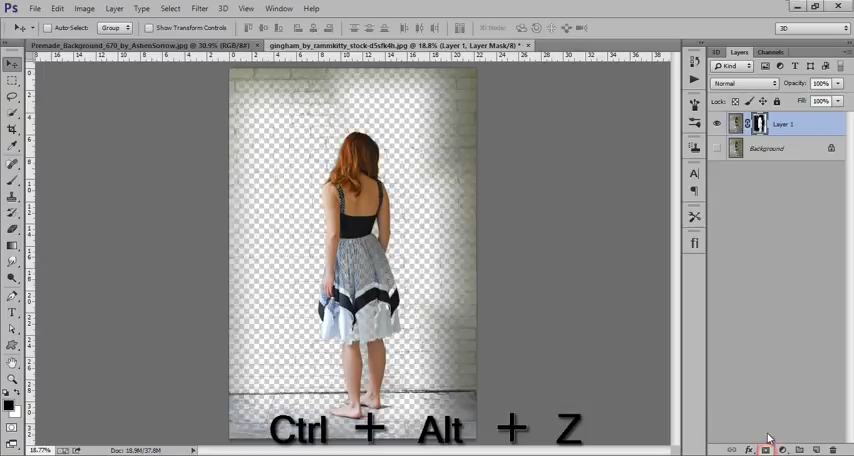 Ps File Edit Image Layer Type Select Filter 3D View Window Help
Auto-Select: Group Show Transform Controls 3D Mode: 3D
Premade_Background_670_by_AshenSorrow.jpg @ 30.9% (RGB/8#) × gingham_by_rammkitty_stock-d5sfk4h.jpg @ 18.8% (Layer 1, Layer Mask/8) * ×
3D Layers Channels
Kind
Normal Opacity: 100%
Lock: Fill: 100%
Layer 1
Background
Ctrl + Alt + Z
18.77% Doc: 18.9M/37.8M